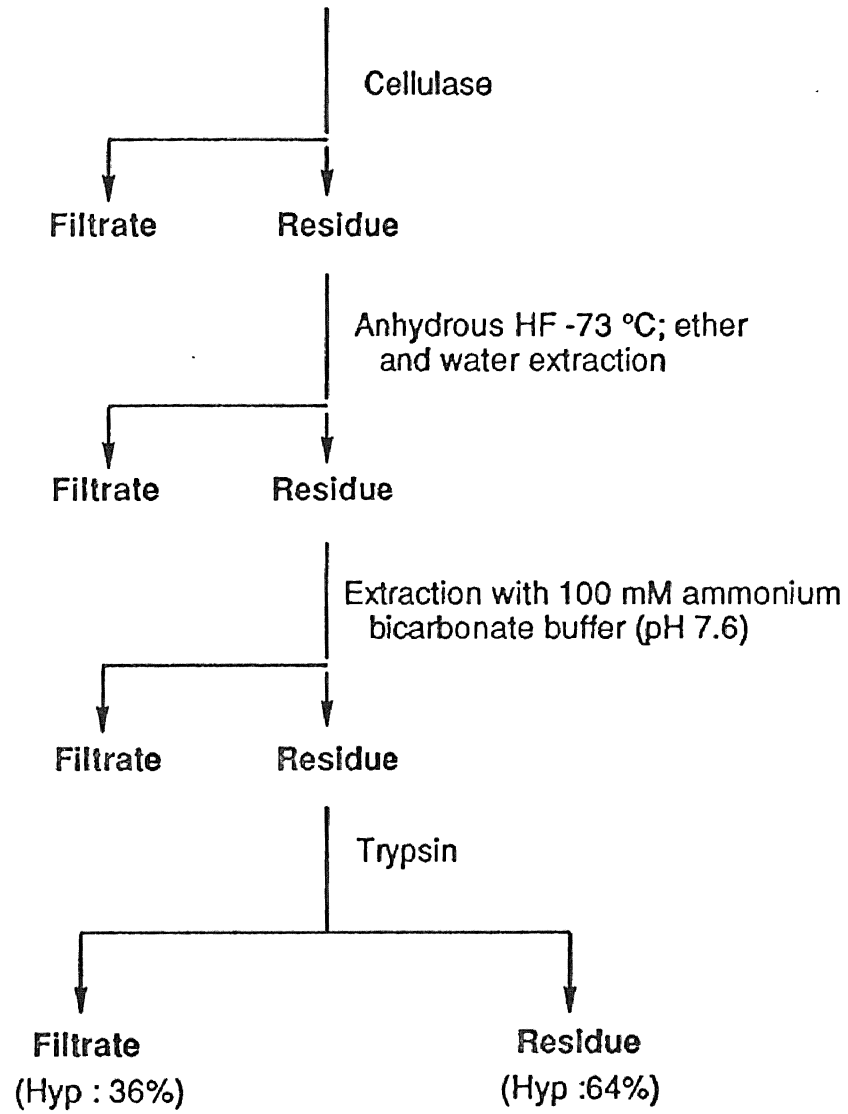 Cellulase
Filtrate Residue
Anhydrous HF -73 ºC; ether
and water extraction
Filtrate Residue
Extraction with 100 mM ammonium
bicarbonate buffer (pH 7.6)
Filtrate Residue
Trypsin
Filtrate Residue
(Hyp : 36%) (Hyp :64%)